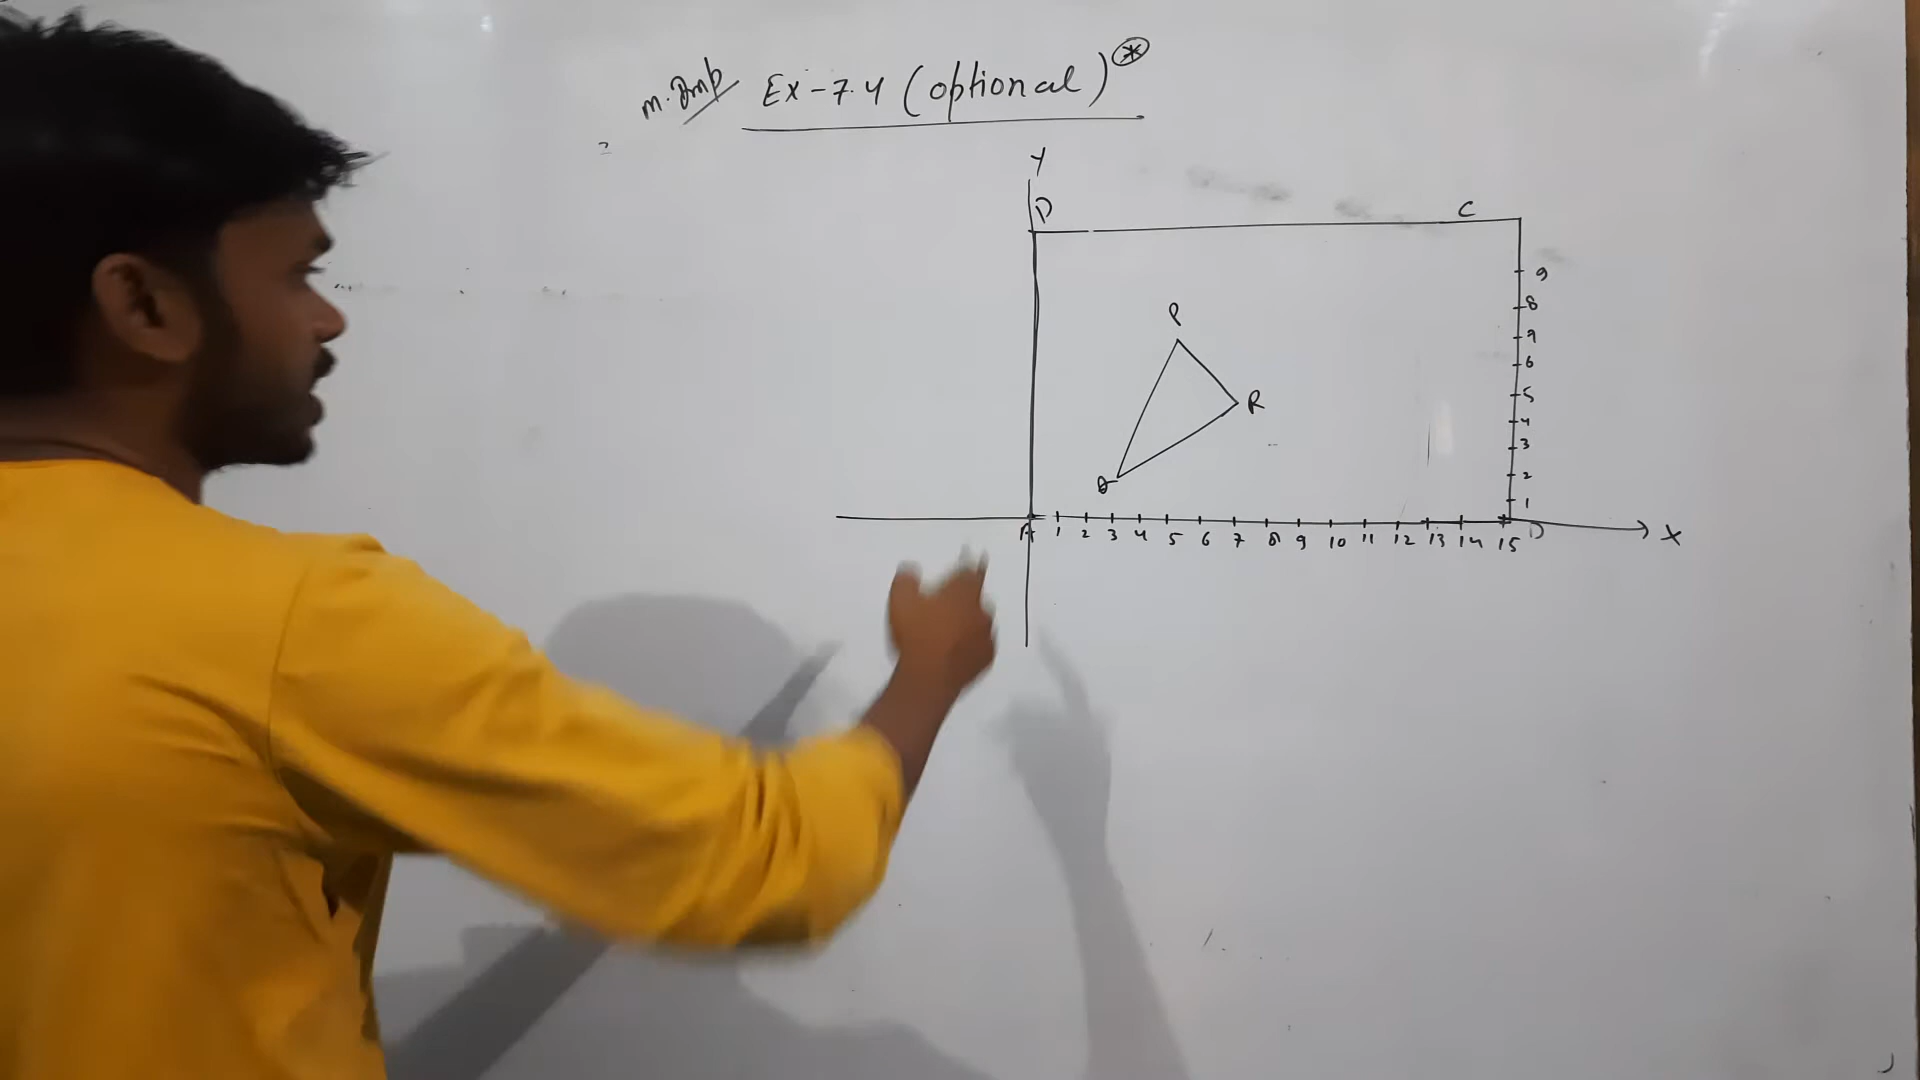 m. Imp Ex-7.4 (optional) *
Y
D C
9
P 8
7
6
R 5
4
3
Q 2
1
A 1 2 3 4 5 6 7 8 9 10 11 12 13 14 15 D X